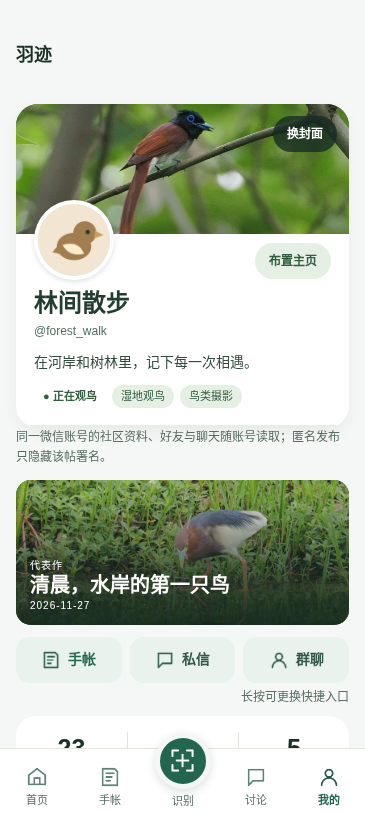 羽迹
换封面
布置主页
林间散步
@forest_walk
在河岸和树林里，记下每一次相遇。
● 正在观鸟 湿地观鸟 鸟类摄影
同一微信账号的社区资料、好友与聊天随账号读取；匿名发布
只隐藏该帖署名。
代表作
清晨，水岸的第一只鸟
2026-11-27
手帐 私信 群聊
长按可更换快捷入口
23 5
首页 手帐 识别 讨论 我的